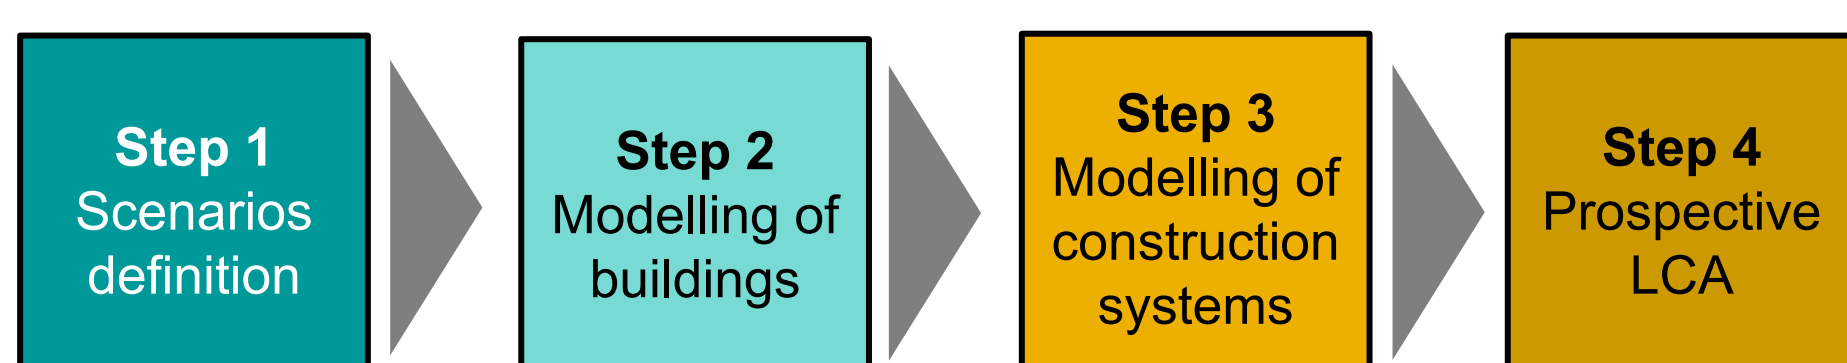 Step 1
Scenarios
definition
Step 2
Modelling of
buildings
Step 3
Modelling of
construction
systems
Step 4
Prospective
LCA